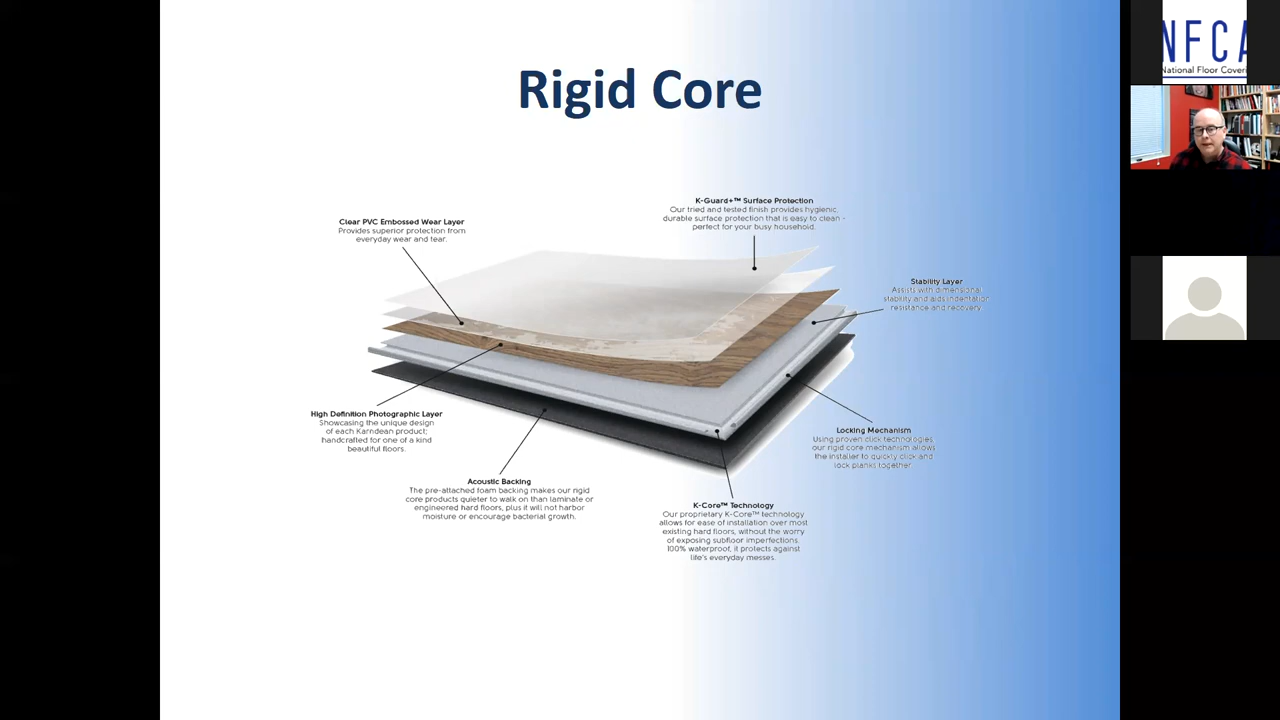 Rigid Core
Clear PVC Embossed Wear Layer
Provides superior protection from
everyday wear and tear.
K-Guard+™ Surface Protection
Our tried and tested finish provides hygienic,
durable surface protection that is easy to clean -
perfect for your busy household.
Stability Layer
Assists with dimensional
stability and aids indentation
resistance and recovery.
High Definition Photographic Layer
Showcasing the unique design
of each Karndean product;
handcrafted for one of a kind
beautiful floors.
Locking Mechanism
Using proven click technologies
our rigid core mechanism allows
the installer to quickly click and
lock planks together
Acoustic Backing
The pre-attached foam backing makes our rigid
core products quieter to walk on than laminate or
engineered hard floors, plus it will not harbor
moisture or encourage bacterial growth.
K-Core™ Technology
Our proprietary K-Core™ technology
allows for ease of installation over most
existing hard floors, without the worry
of exposing subfloor imperfections.
100% waterproof, it protects against
life's everyday messes.
NFCA
National Floor Coveri